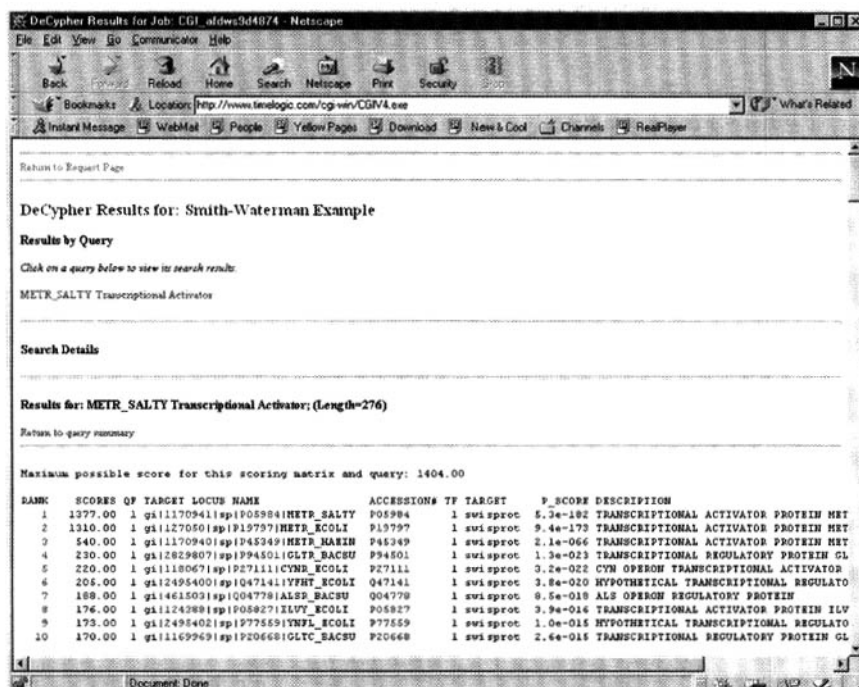 DeCypher Results for Job: CGI_afdws9d4874 - Netscape
File Edit View Go Communicator Help
Back Forward Reload Home Search Netscape Print Security Stop
Bookmarks Location: http://www.timelogic.com/cgi-win/CGIV4.exe What's Related
Instant Message WebMail People Yellow Pages Download New & Cool Channels RealPlayer
Return to Request Page
DeCypher Results for: Smith-Waterman Example
Results by Query
Click on a query below to view its search results.
METR_SALTY Transcriptional Activator
Search Details
Results for: METR_SALTY Transcriptional Activator; (Length=276)
Return to query summary
Maximum possible score for this scoring matrix and query: 1404.00
RANK SCORES QF TARGET LOCUS NAME ACCESSION# TF TARGET P_SCORE DESCRIPTION
1 1377.00 1 gi|1170941|sp|P05984|METR_SALTY P05984 1 swisprot 5.3e-182 TRANSCRIPTIONAL ACTIVATOR PROTEIN MET
2 1310.00 1 gi|127050|sp|P19797|METR_ECOLI P19797 1 swisprot 9.4e-173 TRANSCRIPTIONAL ACTIVATOR PROTEIN MET
3 540.00 1 gi|1170940|sp|P45349|METR_HAEIN P45349 1 swisprot 2.1e-066 TRANSCRIPTIONAL ACTIVATOR PROTEIN MET
4 230.00 1 gi|2829807|sp|P94501|GLTR_BACSU P94501 1 swisprot 1.3e-023 TRANSCRIPTIONAL REGULATORY PROTEIN GL
5 220.00 1 gi|118067|sp|P27111|CYNR_ECOLI P27111 1 swisprot 3.2e-022 CYN OPERON TRANSCRIPTIONAL ACTIVATOR
6 205.00 1 gi|2495400|sp|Q47141|YFHT_ECOLI Q47141 1 swisprot 3.8e-020 HYPOTHETICAL TRANSCRIPTIONAL REGULATO
7 188.00 1 gi|461503|sp|Q04778|ALSR_BACSU Q04778 1 swisprot 8.5e-018 ALS OPERON REGULATORY PROTEIN
8 176.00 1 gi|124388|sp|P05827|ILVY_ECOLI P05827 1 swisprot 3.9e-016 TRANSCRIPTIONAL ACTIVATOR PROTEIN ILV
9 173.00 1 gi|2495402|sp|P77559|YNFL_ECOLI P77559 1 swisprot 1.0e-015 HYPOTHETICAL TRANSCRIPTIONAL REGULATO
10 170.00 1 gi|1169969|sp|P20668|GLTC_BACSU P20668 1 swisprot 2.6e-015 TRANSCRIPTIONAL REGULATORY PROTEIN GL
Document: Done